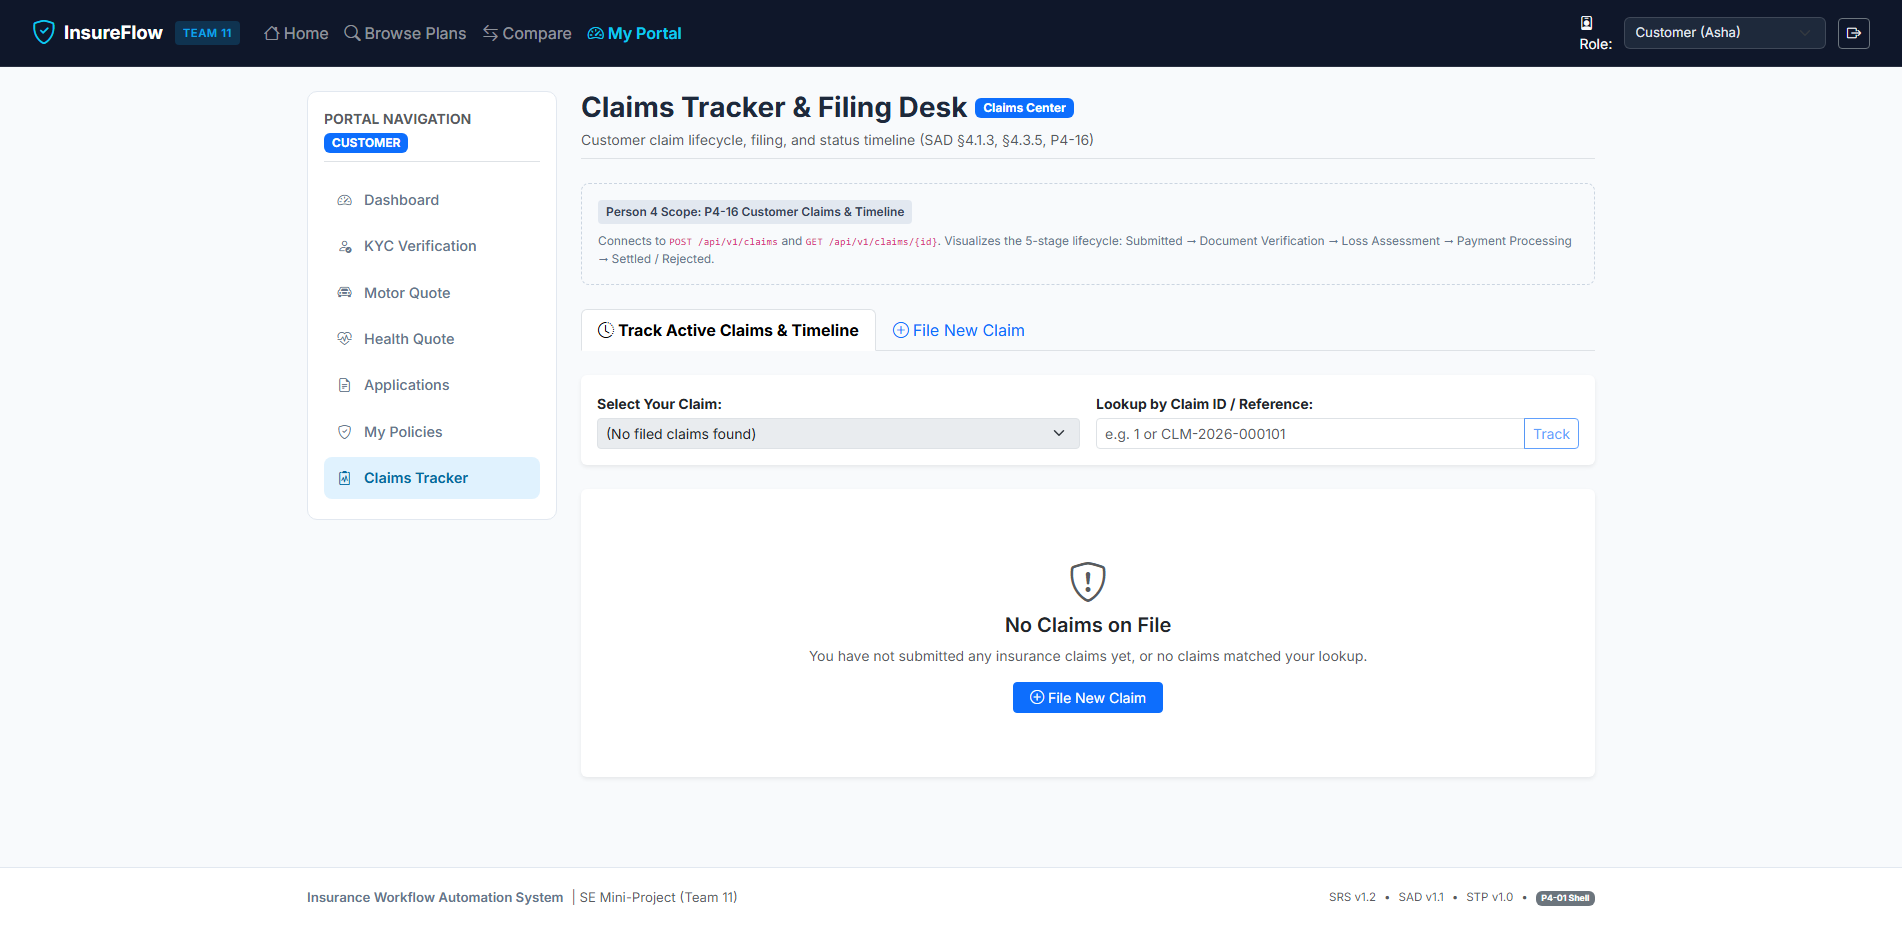 InsureFlow TEAM 11 Home Browse Plans Compare My Portal Role: Customer (Asha)
PORTAL NAVIGATION
CUSTOMER
Dashboard
KYC Verification
Motor Quote
Health Quote
Applications
My Policies
Claims Tracker
Claims Tracker & Filing Desk Claims Center
Customer claim lifecycle, filing, and status timeline (SAD §4.1.3, §4.3.5, P4-16)
Person 4 Scope: P4-16 Customer Claims & Timeline
Connects to POST /api/v1/claims and GET /api/v1/claims/{id}. Visualizes the 5-stage lifecycle: Submitted → Document Verification → Loss Assessment → Payment Processing
→ Settled / Rejected.
Track Active Claims & Timeline File New Claim
Select Your Claim: Lookup by Claim ID / Reference:
(No filed claims found) e.g. 1 or CLM-2026-000101 Track
No Claims on File
You have not submitted any insurance claims yet, or no claims matched your lookup.
File New Claim
Insurance Workflow Automation System | SE Mini-Project (Team 11) SRS v1.2 • SAD v1.1 • STP v1.0 • P4-01 Shell